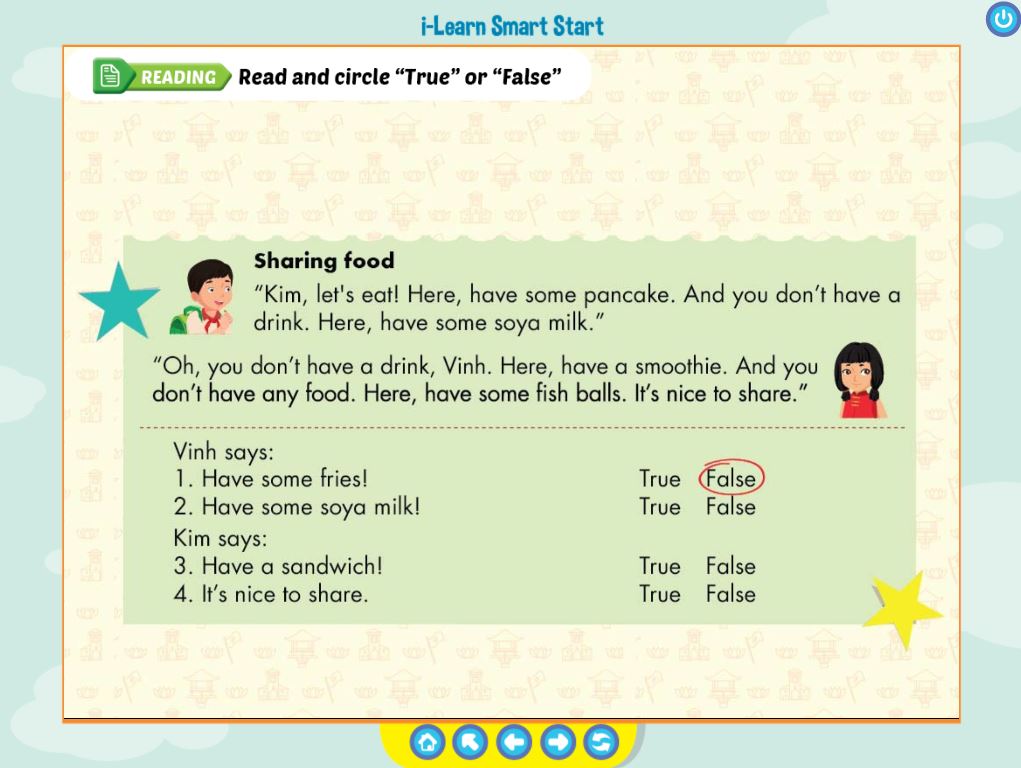 i-Learn Smart Start
READING Read and circle “True” or “False”
Sharing food
“Kim, let's eat! Here, have some pancake. And you don’t have a
drink. Here, have some soya milk.”
“Oh, you don’t have a drink, Vinh. Here, have a smoothie. And you
don’t have any food. Here, have some fish balls. It’s nice to share.”
Vinh says:
1. Have some fries! True False
2. Have some soya milk! True False
Kim says:
3. Have a sandwich! True False
4. It’s nice to share. True False